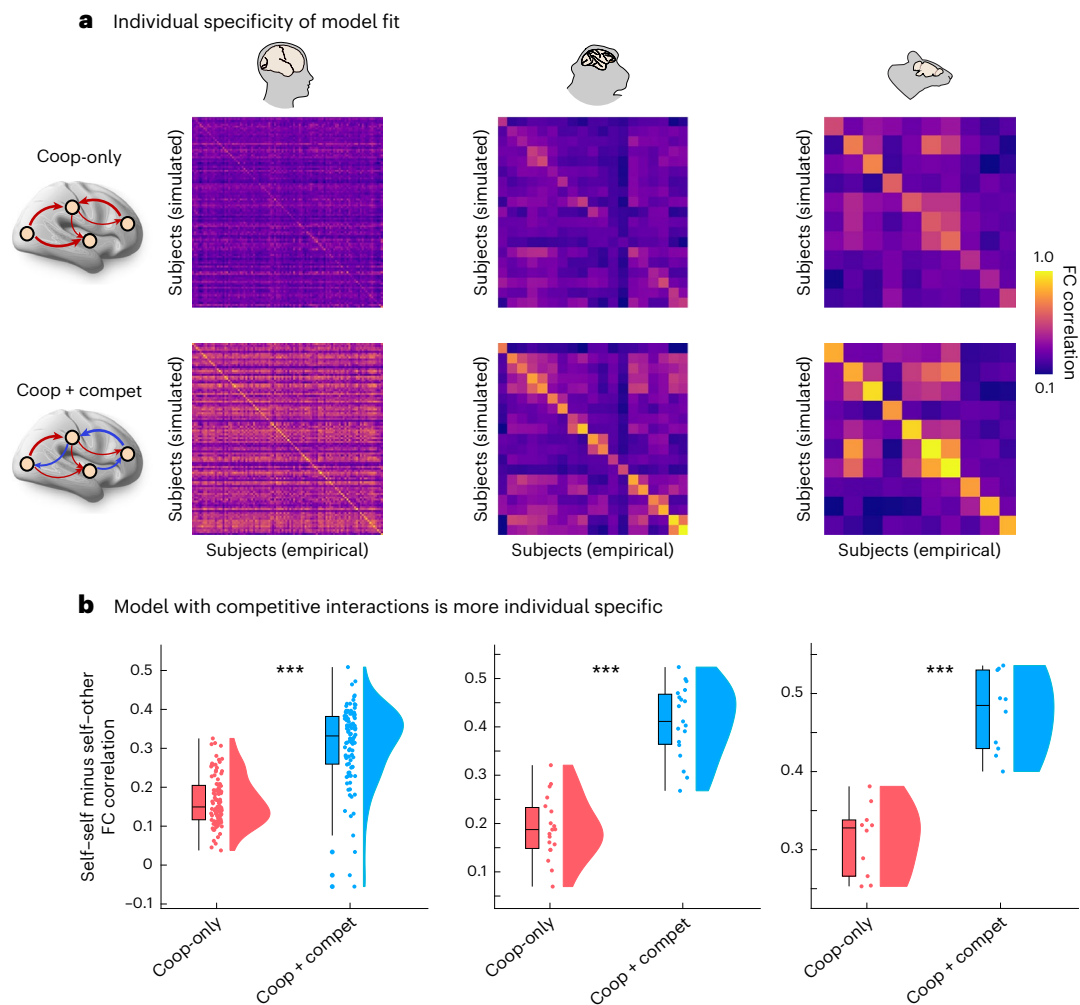 a Individual specificity of model fit
Coop-only
Subjects (simulated)
Subjects (simulated)
Subjects (simulated)
1.0
FC correlation
0.1
Coop + compet
Subjects (simulated)
Subjects (simulated)
Subjects (simulated)
Subjects (empirical)
Subjects (empirical)
Subjects (empirical)
b Model with competitive interactions is more individual specific
Self–self minus self–other
FC correlation
0.5
0.4
0.3
0.2
0.1
0
–0.1
***
Coop-only
Coop + compet
0.5
0.4
0.3
0.2
0.1
***
Coop-only
Coop + compet
0.5
0.4
0.3
***
Coop-only
Coop + compet